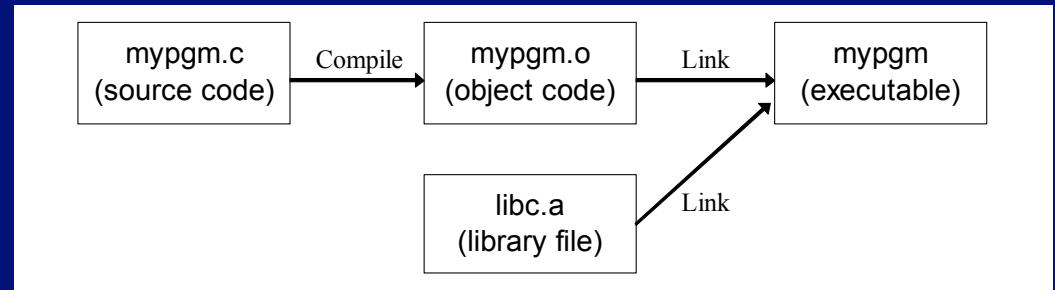 mypgm.c
(source code)
Compile
mypgm.o
(object code)
Link
mypgm
(executable)
libc.a
(library file)
Link